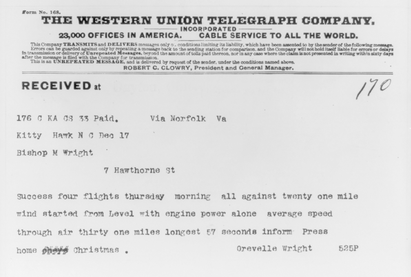 Form No. 168.
THE WESTERN UNION TELEGRAPH COMPANY.
INCORPORATED
23,000 OFFICES IN AMERICA. CABLE SERVICE TO ALL THE WORLD.
This Company TRANSMITS and DELIVERS messages only on conditions limiting its liability, which have been assented to by the sender of the following message.
Errors can be guarded against only by repeating a message back to the sending station for comparison, and the Company will not hold itself liable for errors or delays
in transmission or delivery of Unrepeated Messages, beyond the amount of tolls paid thereon, nor in any case where the claim is not presented in writing within sixty days
after the message is filed with the Company for transmission.
This is an UNREPEATED MESSAGE, and is delivered by request of the sender, under the conditions named above.
ROBERT C. CLOWRY, President and General Manager.
RECEIVED at
170
176 C KA CS 33 Paid. Via Norfolk Va
Kitty Hawk N C Dec 17
Bishop M Wright
7 Hawthorne St
Success four flights thursday morning all against twenty one mile
wind started from Level with engine power alone average speed
through air thirty one miles longest 57 seconds inform Press
home Christmas .
Orevelle Wright 525P